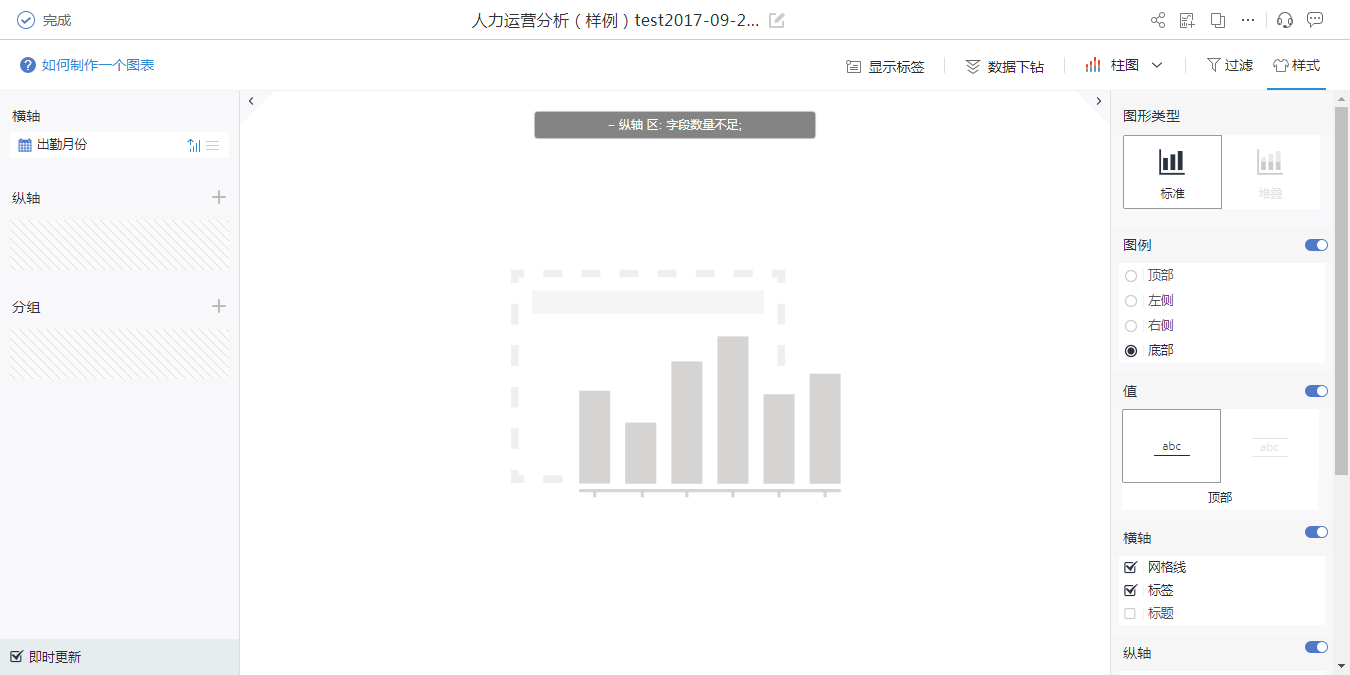 完成
人力运营分析（样例）test2017-09-2...
如何制作一个图表
显示标签
数据下钻
柱图
过滤
样式
横轴
出勤月份
纵轴
分组
即时更新
– 纵轴 区: 字段数量不足;
图形类型
标准
堆叠
图例
顶部
左侧
右侧
底部
值
abc
abc
顶部
横轴
网格线
标签
标题
纵轴